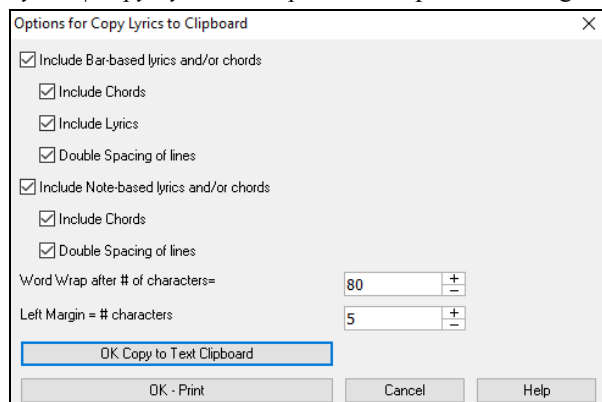 Options for Copy Lyrics to Clipboard
Include Bar-based lyrics and/or chords
Include Chords
Include Lyrics
Double Spacing of lines
Include Note-based lyrics and/or chords
Include Chords
Double Spacing of lines
Word Wrap after # of characters= 80
Left Margin = # characters 5
OK Copy to Text Clipboard
OK - Print Cancel Help